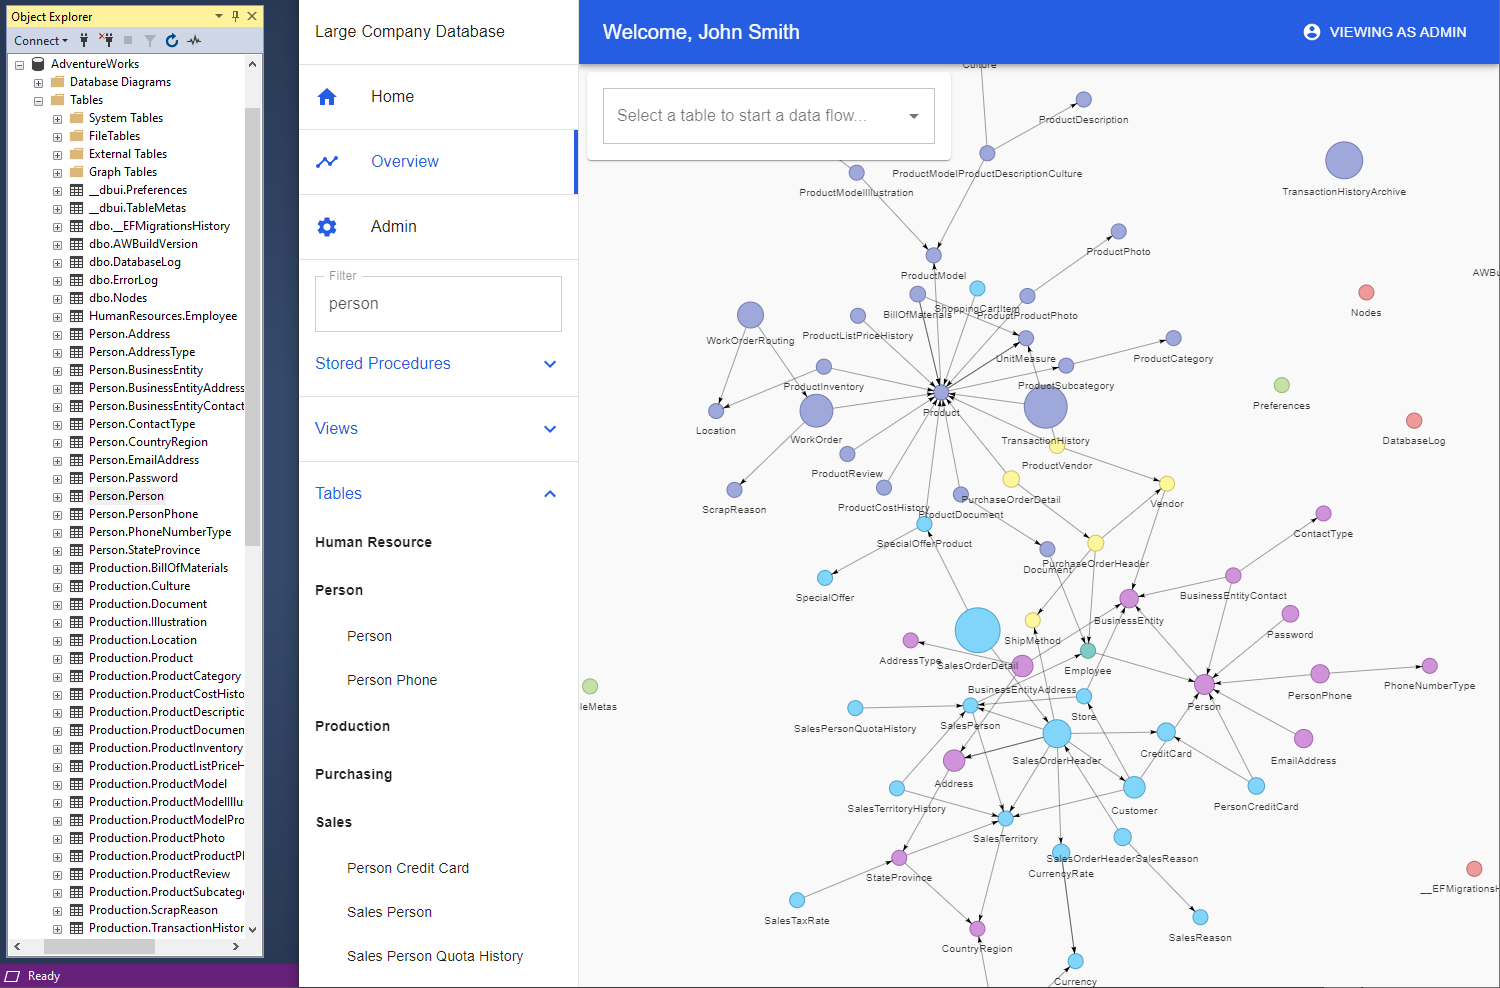 Object Explorer
Connect
AdventureWorks
Database Diagrams
Tables
System Tables
FileTables
External Tables
Graph Tables
__dbui.Preferences
__dbui.TableMetas
dbo.__EFMigrationsHistory
dbo.AWBuildVersion
dbo.DatabaseLog
dbo.ErrorLog
dbo.Nodes
HumanResources.Employee
Person.Address
Person.AddressType
Person.BusinessEntity
Person.BusinessEntityAddress
Person.BusinessEntityContact
Person.ContactType
Person.CountryRegion
Person.EmailAddress
Person.Password
Person.Person
Person.PersonPhone
Person.PhoneNumberType
Person.StateProvince
Production.BillOfMaterials
Production.Culture
Production.Document
Production.Illustration
Production.Location
Production.Product
Production.ProductCategory
Production.ProductCostHisto
Production.ProductDescriptic
Production.ProductDocumen
Production.ProductInventory
Production.ProductListPriceH
Production.ProductModel
Production.ProductModelIllu
Production.ProductModelPro
Production.ProductPhoto
Production.ProductProductPl
Production.ProductReview
Production.ProductSubcateg
Production.ScrapReason
Production.TransactionHistor
Ready
Large Company Database
Home
Overview
Admin
Filter
person
Stored Procedures
Views
Tables
Human Resource
Person
Person
Person Phone
Production
Purchasing
Sales
Person Credit Card
Sales Person
Sales Person Quota History
Welcome, John Smith
VIEWING AS ADMIN
Select a table to start a data flow...
Culture
ProductDescription
ProductModelProductDescriptionCulture
ProductModelIllustration
TransactionHistoryArchive
ProductPhoto
ProductModel
AWBu
ShoppingCartItem
BillOfMaterials
ProductProductPhoto
Nodes
ProductListPriceHistory
WorkOrderRouting
UnitMeasure
ProductCategory
ProductInventory
ProductSubcategory
Preferences
Product
Location
WorkOrder
TransactionHistory
DatabaseLog
ProductVendor
ProductReview
PurchaseOrderDetail
Vendor
ScrapReason
ProductCostHistory
ProductDocument
ContactType
SpecialOfferProduct
PurchaseOrderHeader
Document
SpecialOffer
BusinessEntityContact
BusinessEntity
Password
ShipMethod
AddressType
SalesOrderDetail
Employee
BusinessEntityAddress
PersonPhone
PhoneNumberType
Person
leMetas
Store
SalesPersonQuotaHistory
SalesPerson
SalesOrderHeader
CreditCard
EmailAddress
Address
SalesTerritoryHistory
Customer
PersonCreditCard
SalesTerritory
SalesOrderHeaderSalesReason
CurrencyRate
StateProvince
__EFMigrationsH
SalesTaxRate
SalesReason
CountryRegion
Currency